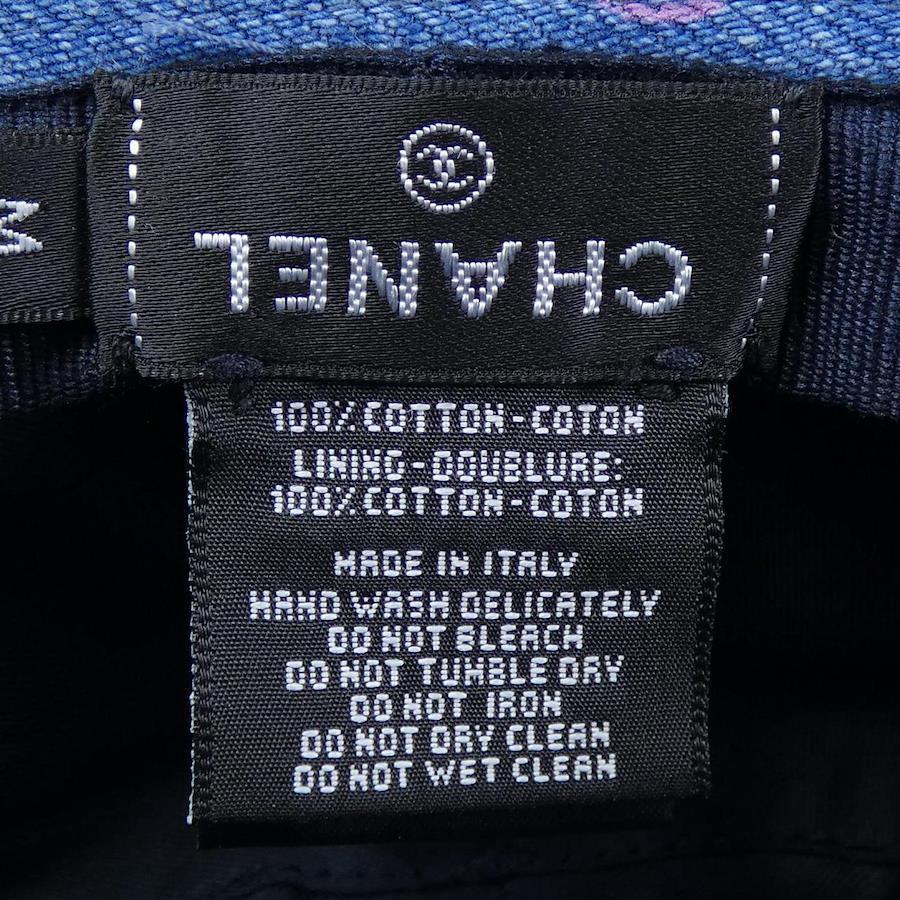 M
CHANEL
100% COTTON-COTON
LINING-DOUBLURE:
100% COTTON-COTON
MADE IN ITALY
HAND WASH DELICATELY
DO NOT BLEACH
DO NOT TUMBLE DRY
DO NOT IRON
DO NOT DRY CLEAN
DO NOT WET CLEAN